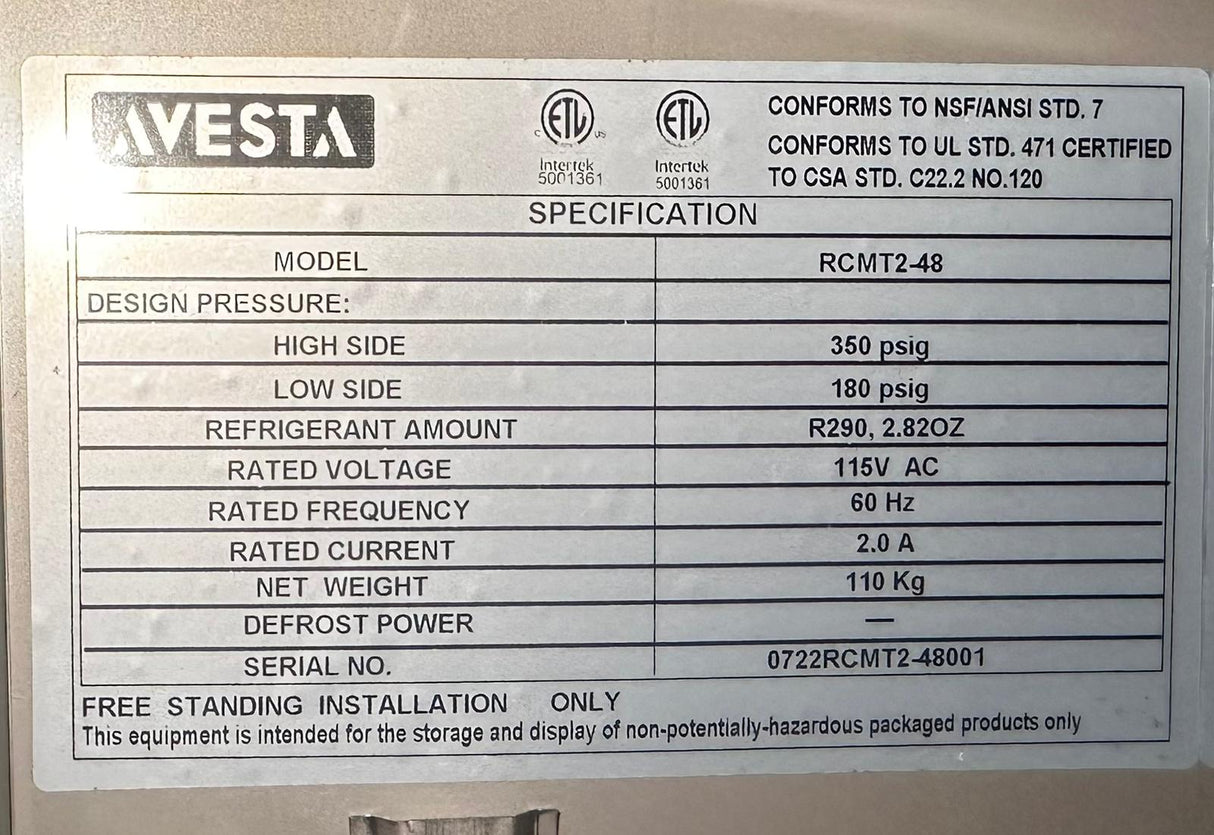 AVESTA
C ETL US
Intertek
5001361
ETL
Intertek
5001361
CONFORMS TO NSF/ANSI STD. 7
CONFORMS TO UL STD. 471 CERTIFIED
TO CSA STD. C22.2 NO.120
SPECIFICATION
MODEL RCMT2-48
DESIGN PRESSURE:
HIGH SIDE 350 psig
LOW SIDE 180 psig
REFRIGERANT AMOUNT R290, 2.82OZ
RATED VOLTAGE 115V AC
RATED FREQUENCY 60 Hz
RATED CURRENT 2.0 A
NET WEIGHT 110 Kg
DEFROST POWER —
SERIAL NO. 0722RCMT2-48001
FREE STANDING INSTALLATION ONLY
This equipment is intended for the storage and display of non-potentially-hazardous packaged products only